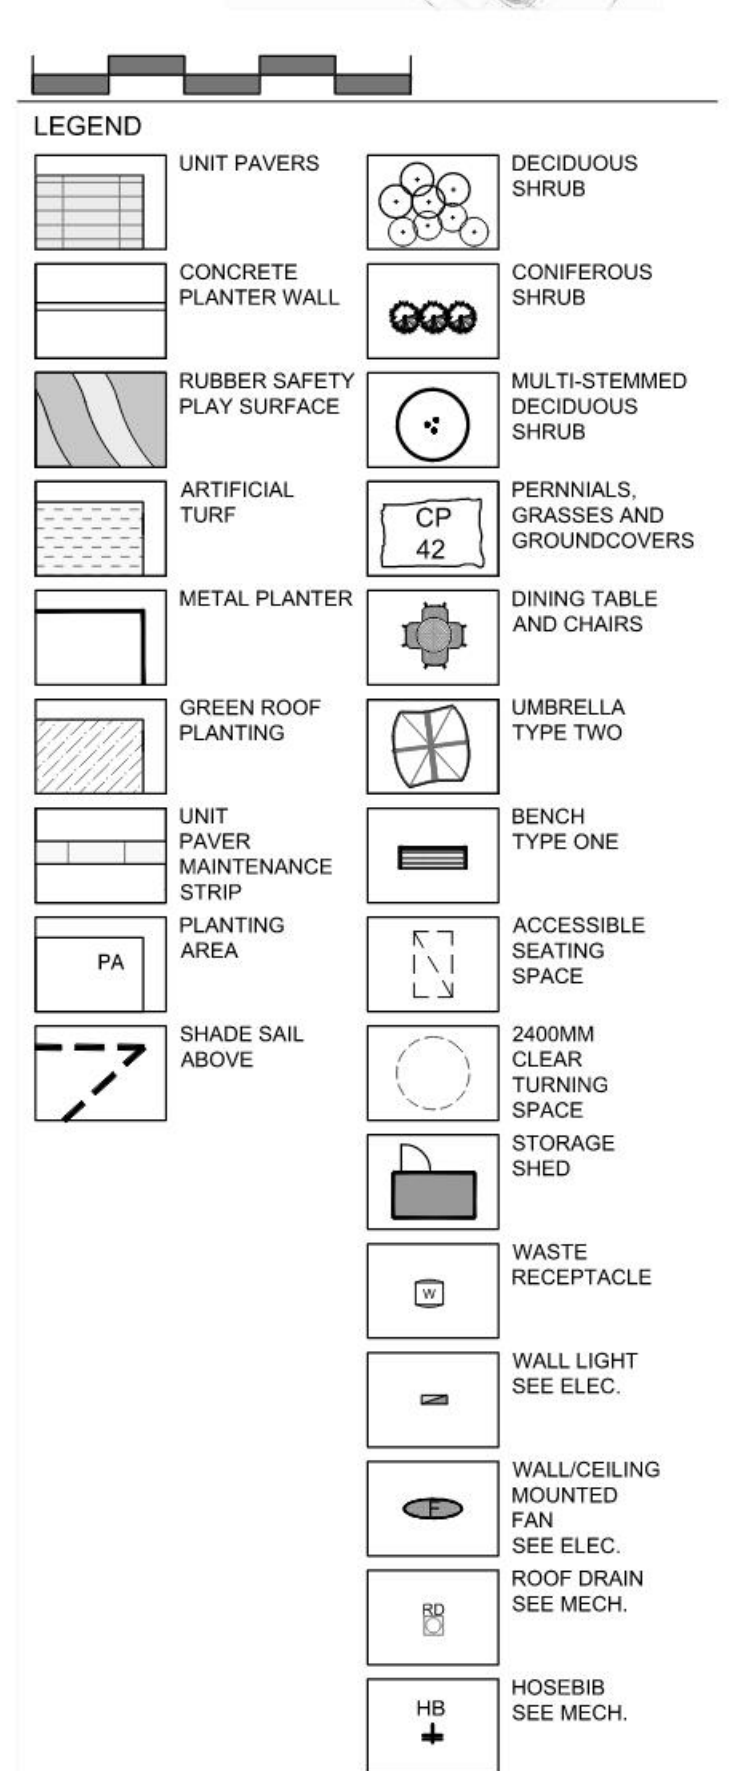 LEGEND
UNIT PAVERS
CONCRETE
PLANTER WALL
RUBBER SAFETY
PLAY SURFACE
ARTIFICIAL
TURF
METAL PLANTER
GREEN ROOF
PLANTING
UNIT
PAVER
MAINTENANCE
STRIP
PA
PLANTING
AREA
SHADE SAIL
ABOVE
DECIDUOUS
SHRUB
CONIFEROUS
SHRUB
MULTI-STEMMED
DECIDUOUS
SHRUB
CP
42
PERNNIALS,
GRASSES AND
GROUNDCOVERS
DINING TABLE
AND CHAIRS
UMBRELLA
TYPE TWO
BENCH
TYPE ONE
ACCESSIBLE
SEATING
SPACE
2400MM
CLEAR
TURNING
SPACE
STORAGE
SHED
W
WASTE
RECEPTACLE
WALL LIGHT
SEE ELEC.
F
WALL/CEILING
MOUNTED
FAN
SEE ELEC.
RD
ROOF DRAIN
SEE MECH.
HB
HOSEBIB
SEE MECH.